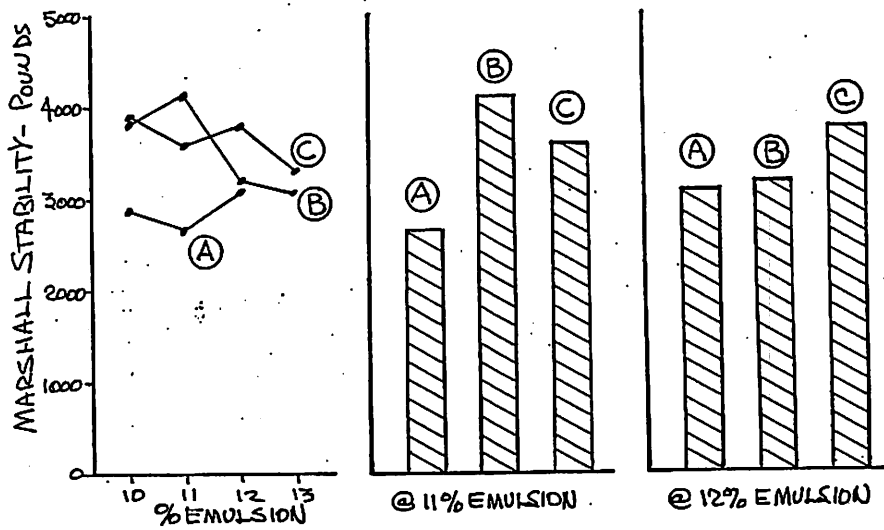 MARSHALL STABILITY - POUNDS
5000
4000
3000
2000
1000
0
10 11 12 13
% EMULSION
A
B
C
A
B
C
@ 11% EMULSION
A
B
C
@ 12% EMULSION